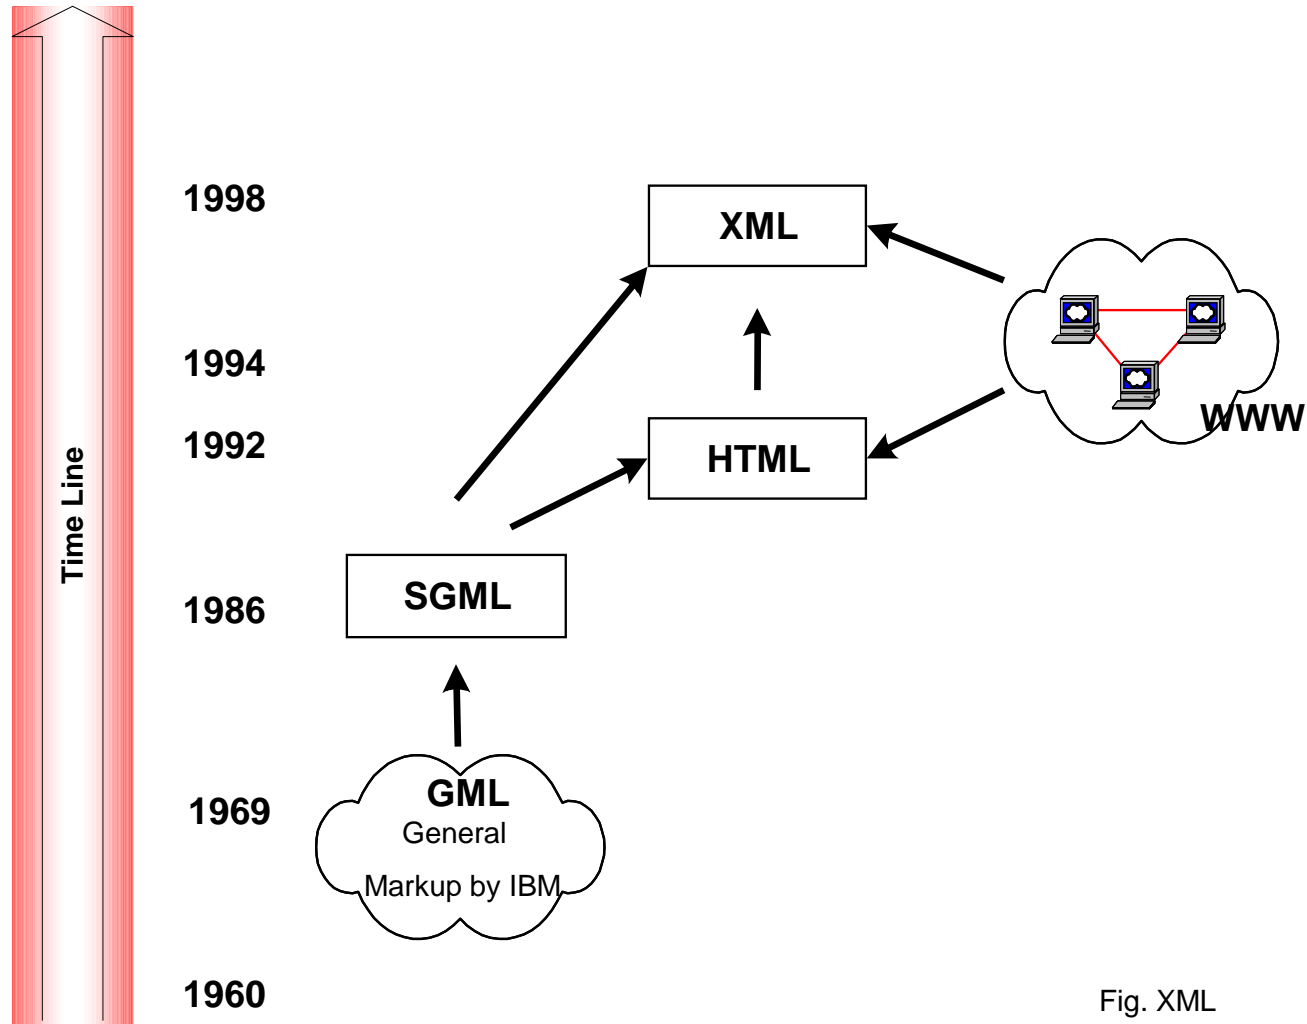 1998
XML
1994
WWW
1992
HTML
Time Line
SGML
1986
GML
1969
General
Markup by IBM
1960
Fig. XML